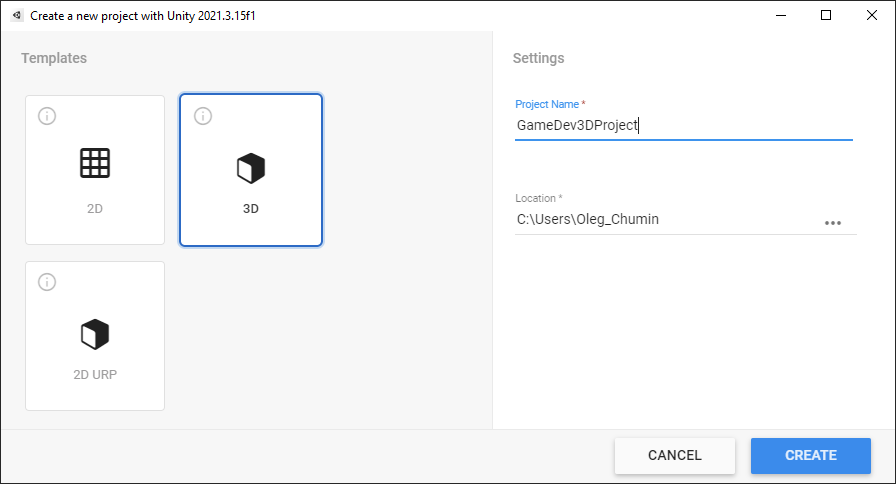 Create a new project with Unity 2021.3.15f1
Templates
2D
3D
2D URP
Settings
Project Name *
GameDev3DProject
Location *
C:\Users\Oleg_Chumin
CANCEL
CREATE